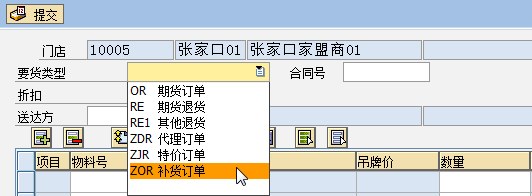 提交
门店 10005 张家口01 张家口家盟商01
要货类型 合同号
折扣
送达方
OR 期货订单
RE 期货退货
RE1 其他退货
ZDR 代理订单
ZJR 特价订单
ZOR 补货订单
项目 物料号 吊牌价 数量